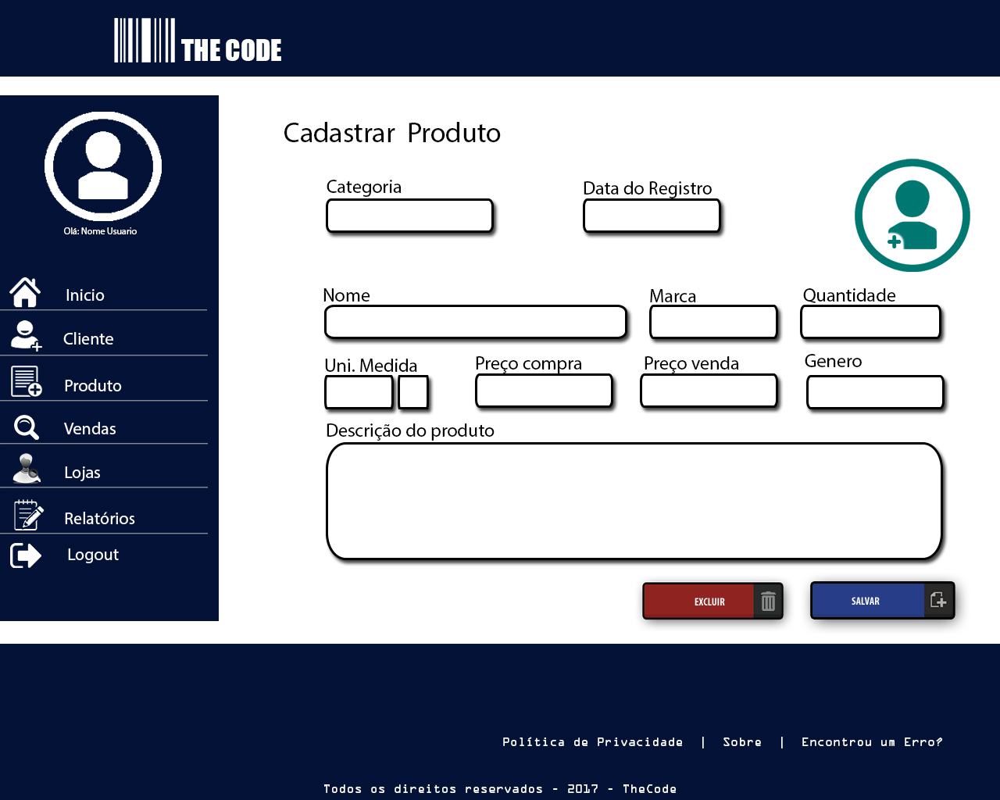 THE CODE
Olá: Nome Usuario
Inicio
Cliente
Produto
Vendas
Lojas
Relatórios
Logout
Cadastrar Produto
Categoria
Data do Registro
Nome
Marca
Quantidade
Uni. Medida
Preço compra
Preço venda
Genero
Descrição do produto
EXCLUIR
SALVAR
Política de Privacidade | Sobre | Encontrou um Erro?
Todos os direitos reservados - 2017 - TheCode